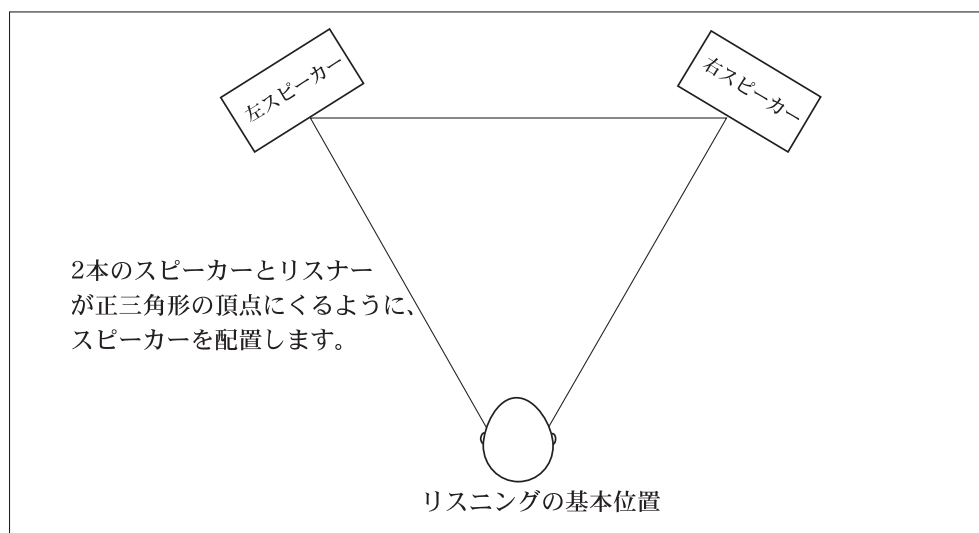 左スピーカー
右スピーカー
2本のスピーカーとリスナー
が正三角形の頂点にくるように、
スピーカーを配置します。
リスニングの基本位置